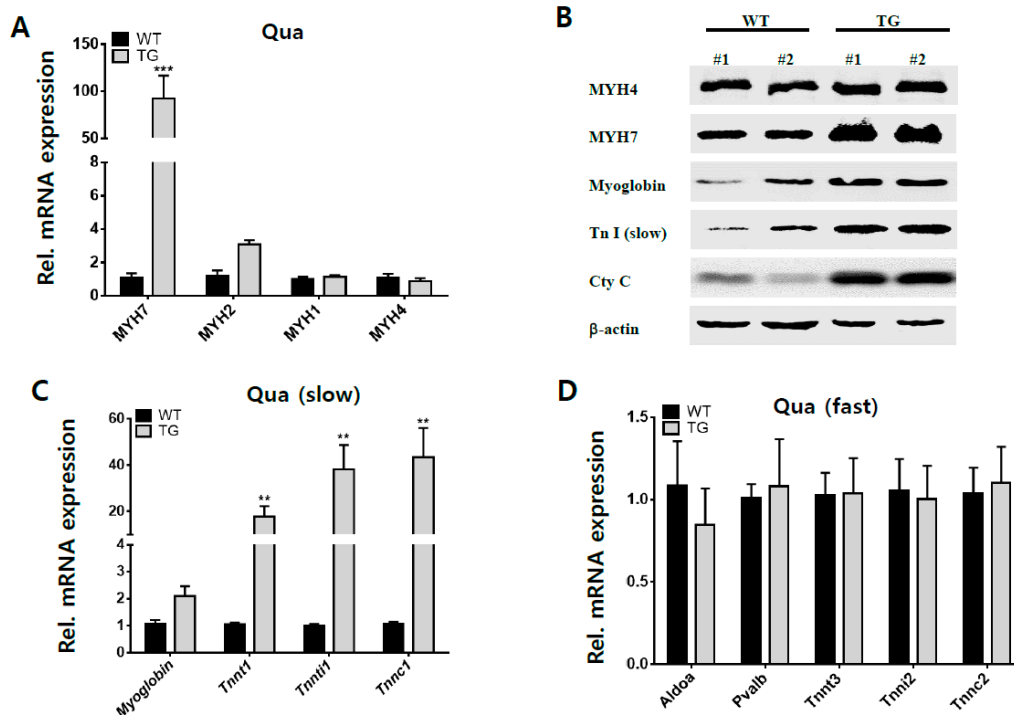 A
Qua
WT
TG
Rel. mRNA expression
150
100
50
8
6
4
2
0
***
MYH7
MYH2
MYH1
MYH4
B
WT
TG
#1
#2
#1
#2
MYH4
MYH7
Myoglobin
Tn I (slow)
Cty C
β-actin
C
Qua (slow)
WT
TG
Rel. mRNA expression
60
40
20
4
3
2
1
0
**
**
**
Myoglobin
Tnnt1
Tnnti1
Tnnc1
D
Qua (fast)
WT
TG
Rel. mRNA expression
1.5
1.0
0.5
0.0
Aldoa
Pvalb
Tnnt3
Tnni2
Tnnc2